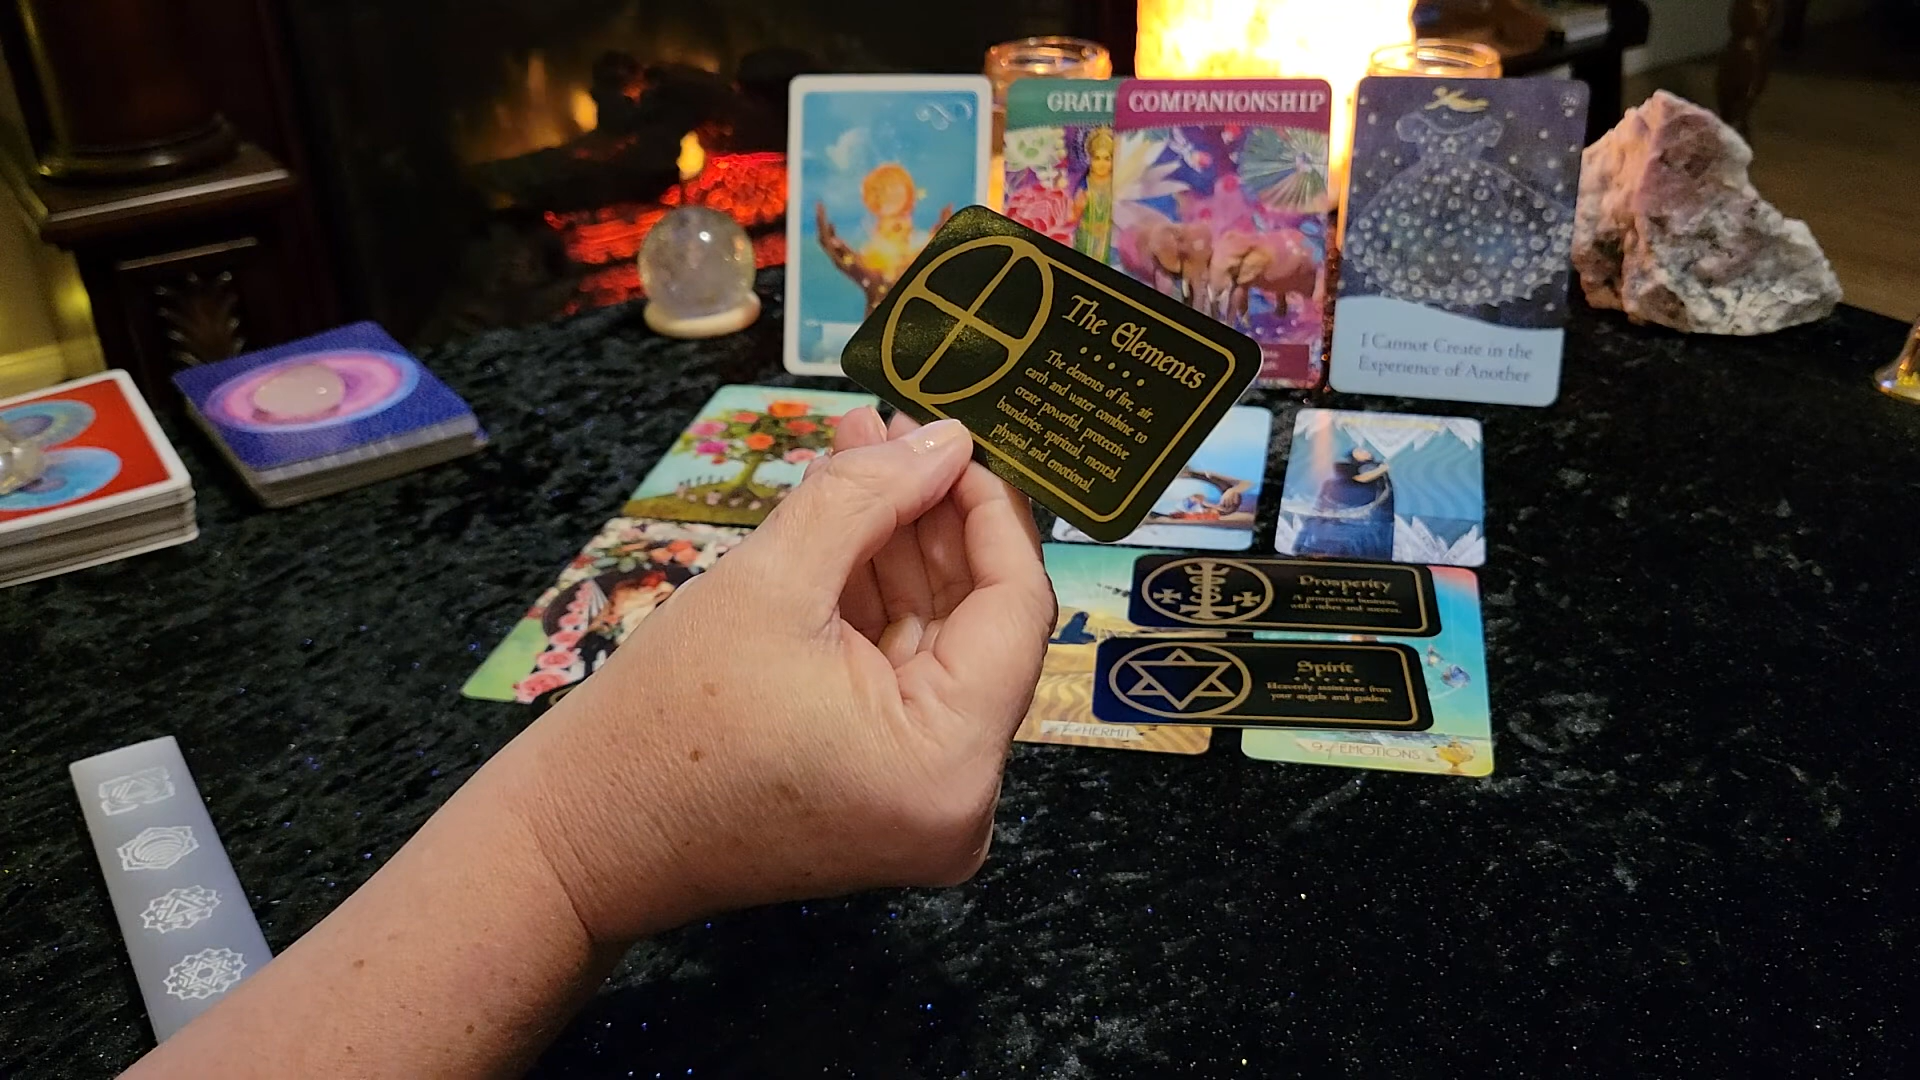 GRATI
COMPANIONSHIP
26
I Cannot Create in the
Experience of Another
The Elements
The elements of fire, air,
earth and water combine to
create powerful, protective
boundaries: spiritual, mental,
physical and emotional.
Prosperity
A prosperous business,
with riches and success.
Spirit
Heavenly assistance from
your angels and guides.
HERMIT
9 of EMOTIONS